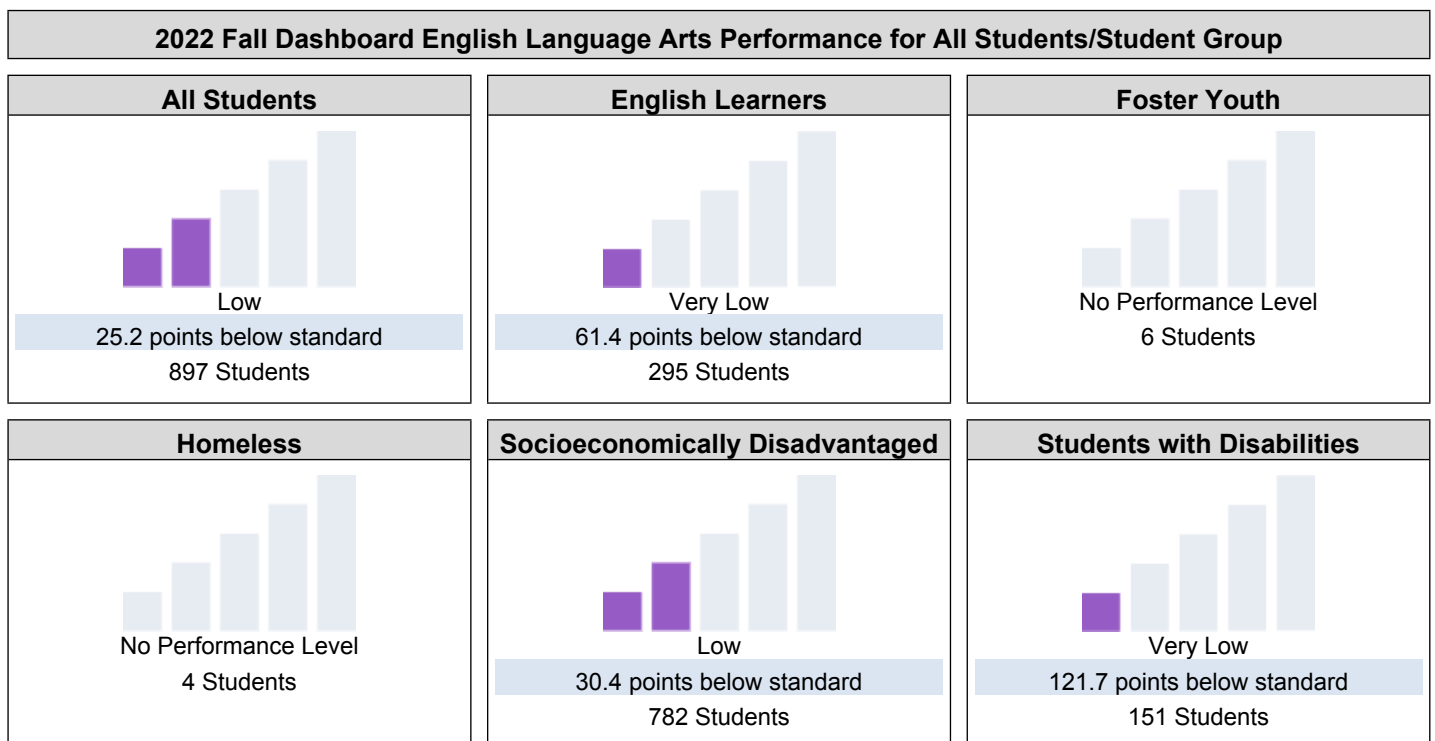 2022 Fall Dashboard English Language Arts Performance for All Students/Student Group
All Students
Low
25.2 points below standard
897 Students
English Learners
Very Low
61.4 points below standard
295 Students
Foster Youth
No Performance Level
6 Students
Homeless
No Performance Level
4 Students
Socioeconomically Disadvantaged
Low
30.4 points below standard
782 Students
Students with Disabilities
Very Low
121.7 points below standard
151 Students